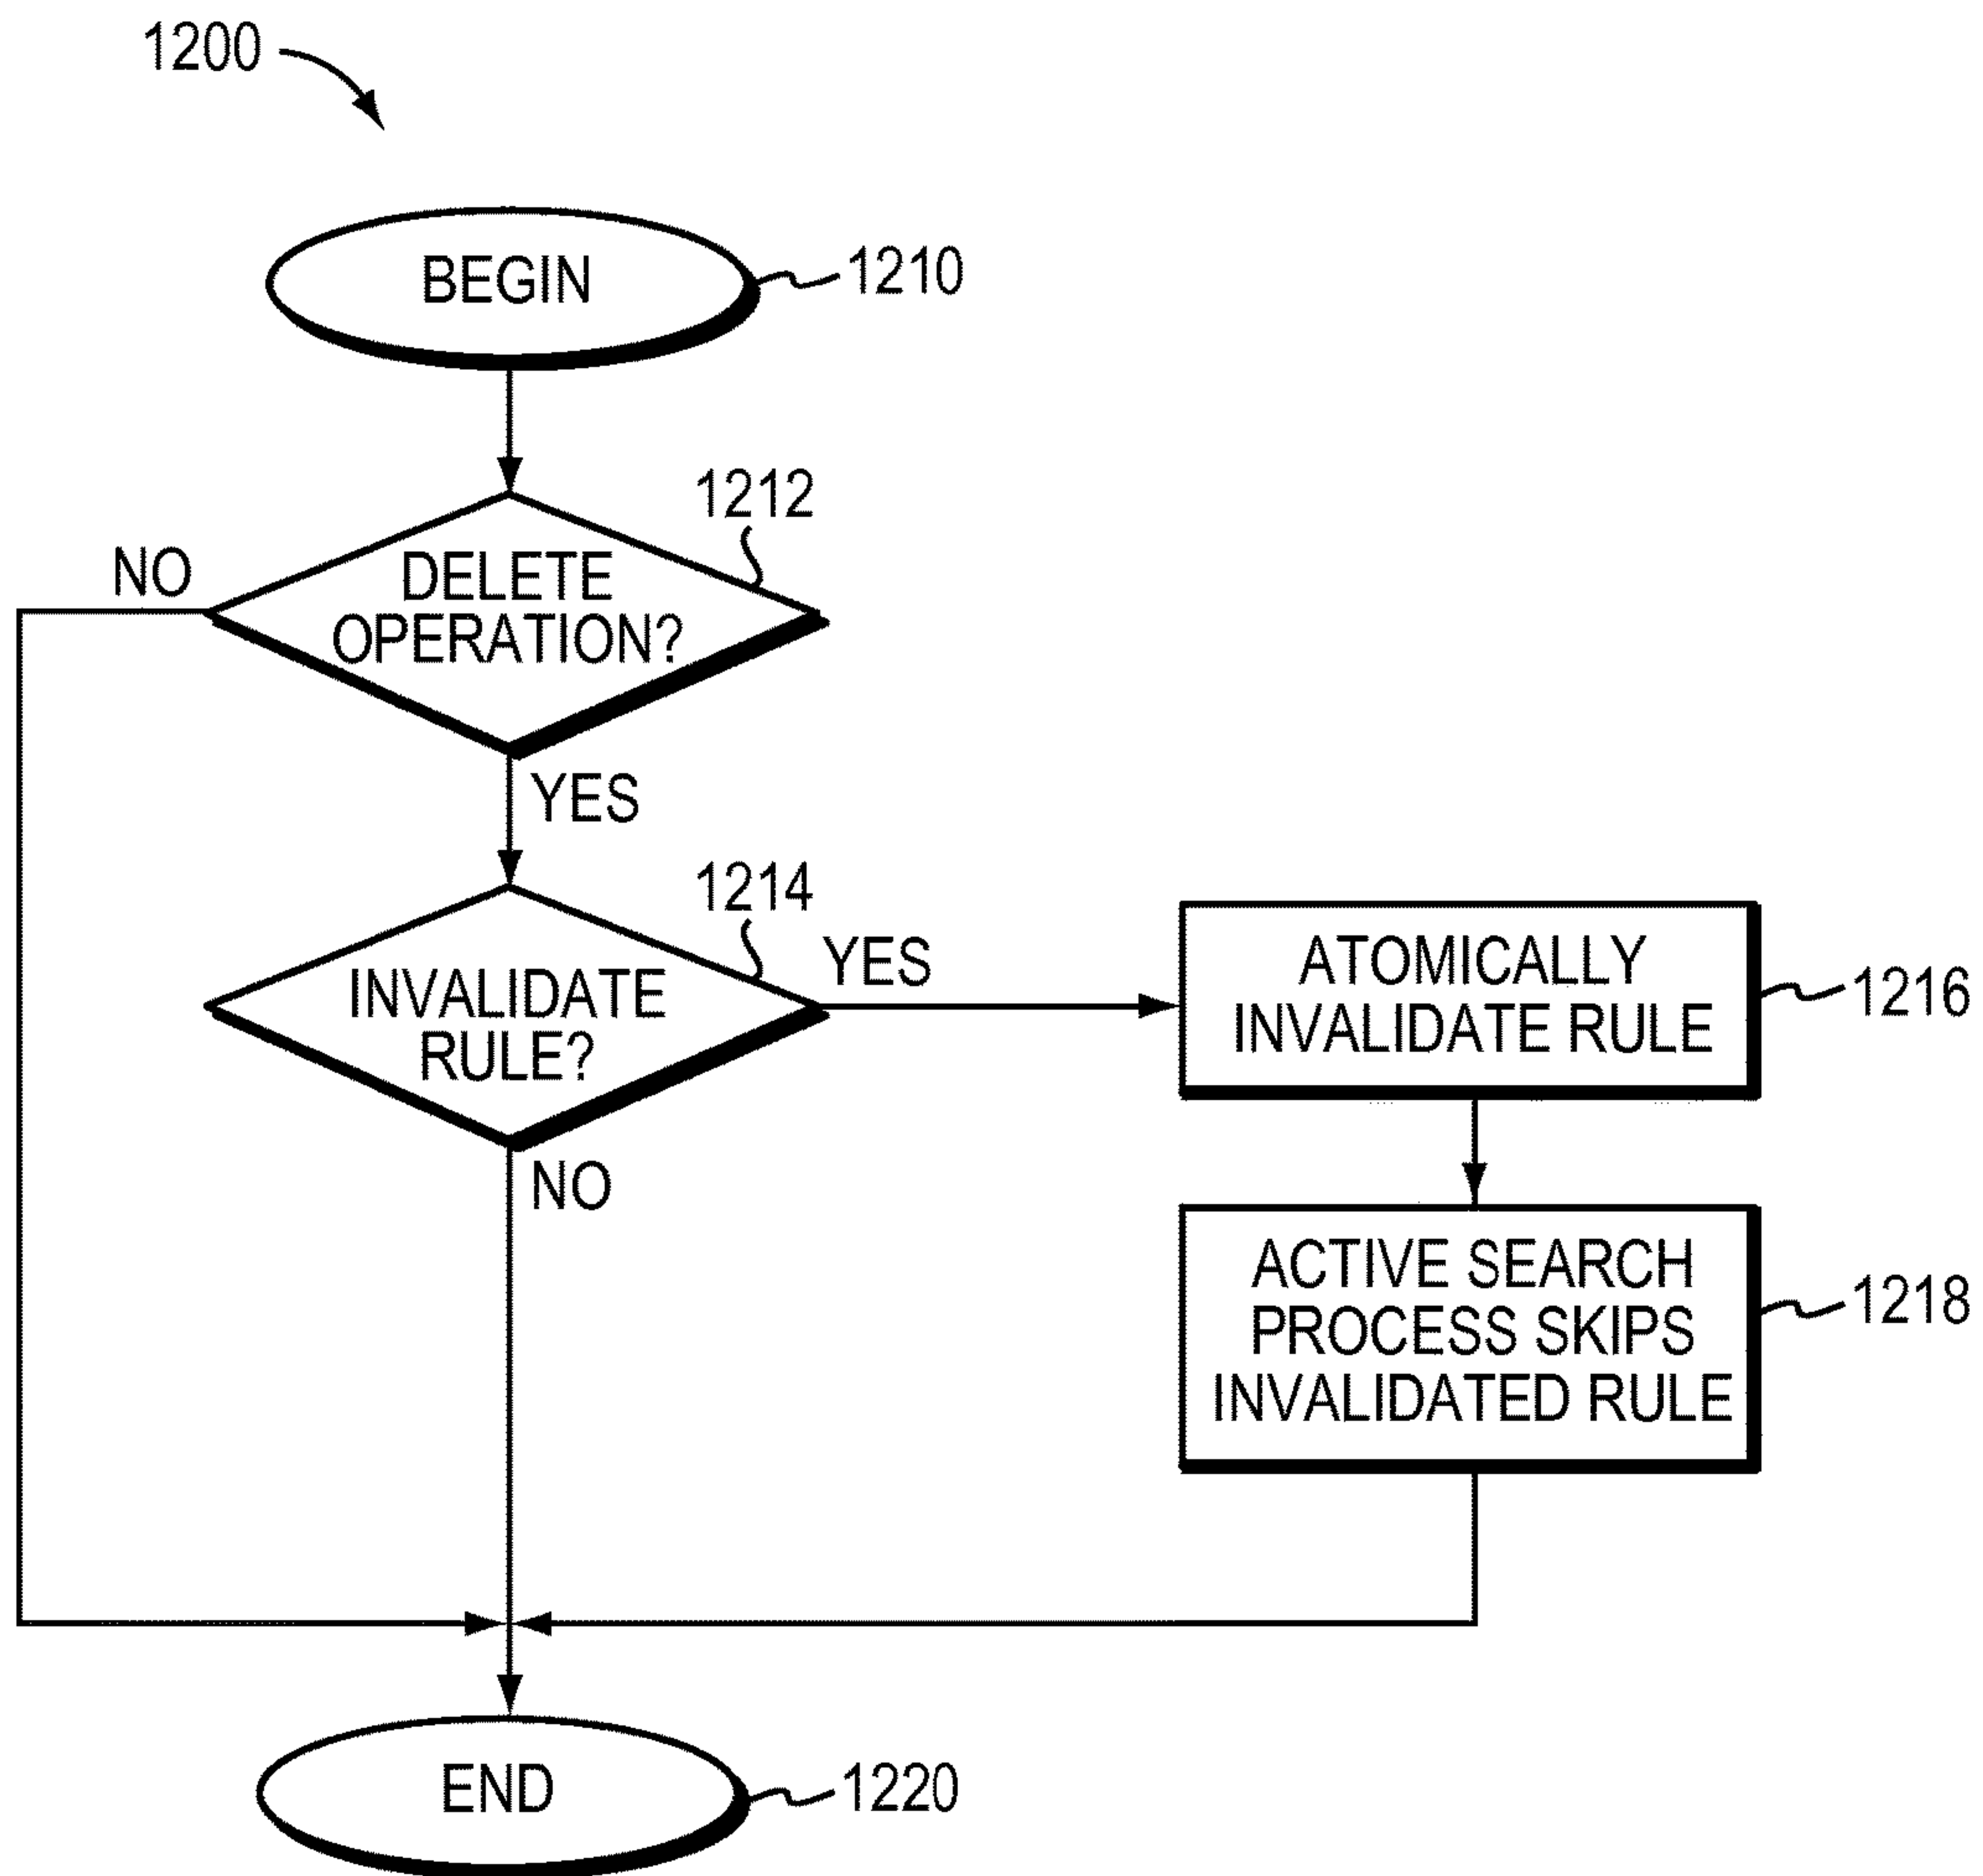 1200
BEGIN
1210
1212
NO
DELETE
OPERATION?
YES
1214
INVALIDATE
RULE?
YES
NO
ATOMICALLY
INVALIDATE RULE
1216
ACTIVE SEARCH
PROCESS SKIPS
INVALIDATED RULE
1218
END
1220